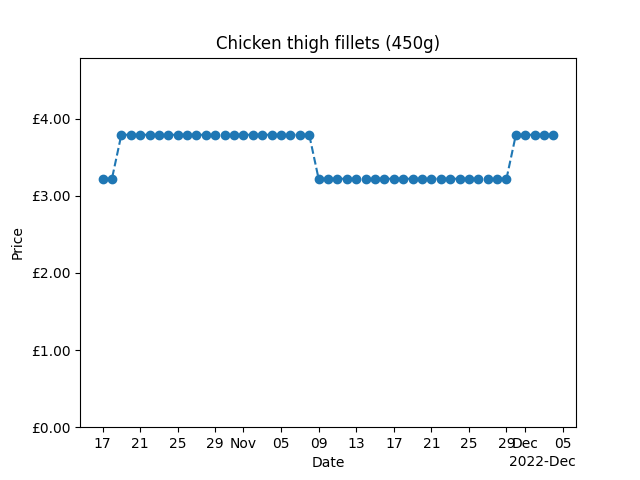 Chicken thigh fillets (450g)
£4.00
£3.00
£2.00
£1.00
£0.00
Price
17 21 25 29 Nov 05 09 13 17 21 25 29 Dec 05
Date
2022-Dec